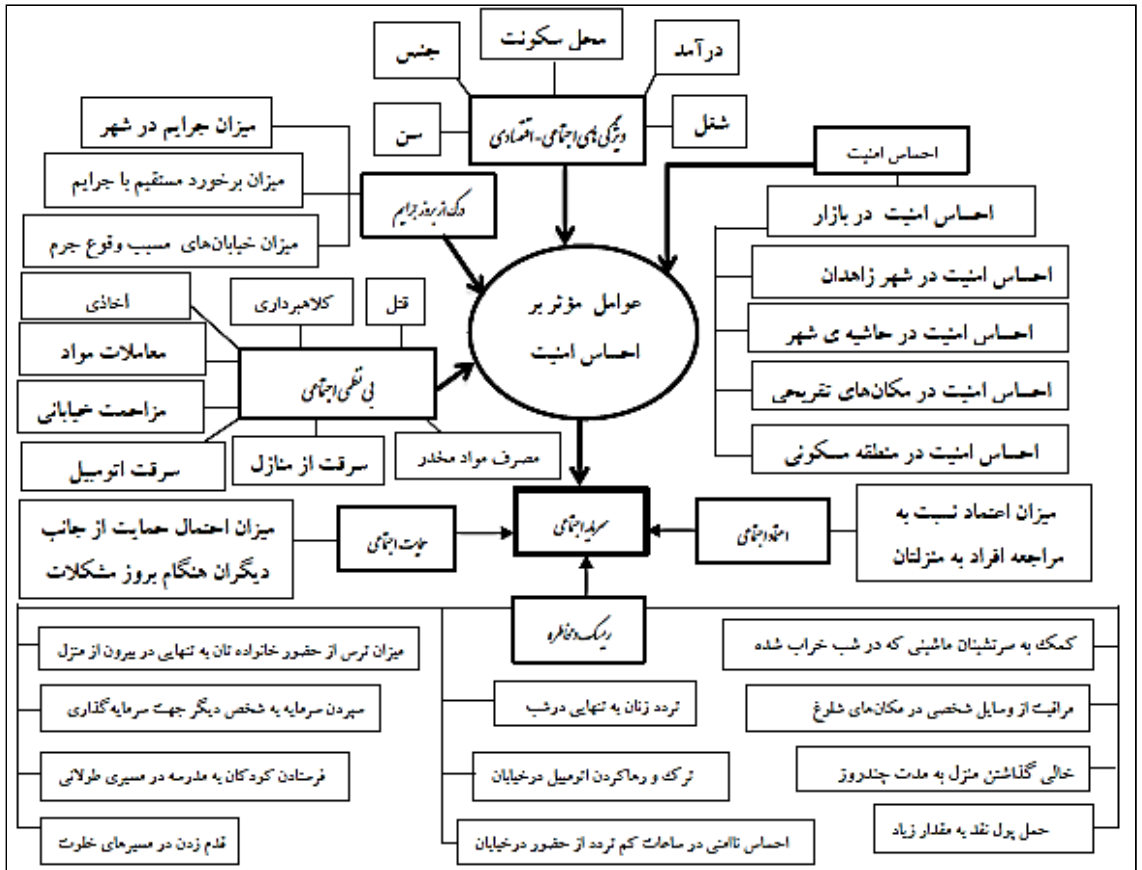 محل سکونت
درآمد
جنس
شغل
سن
ویژگی‌های اجتماعی-اقتصادی
احساس امنیت
احساس امنیت در بازار
احساس امنیت در شهر زاهدان
احساس امنیت در حاشیه ی شهر
احساس امنیت در مکان‌های تفریحی
احساس امنیت در منطقه مسکونی
میزان جرایم در شهر
میزان برخورد مستقیم با جرایم
میزان خیابان‌های مسبب وقوع جرم
درک از بروز جرایم
عوامل مؤثر بر
احساس امنیت
قتل
کلاهبرداری
اخاذی
معاملات مواد
مزاحمت خیابانی
سرقت اتومبیل
سرقت از منازل
مصرف مواد مخدر
بی نظمی اجتماعی
سرمایه اجتماعی
اعتماد اجتماعی
میزان اعتماد نسبت به
مراجعه افراد به منزلتان
حمایت اجتماعی
میزان احتمال حمایت از جانب
دیگران هنگام بروز مشکلات
ریسک و مخاطره
کمک به سرنشینان ماشینی که در شب خراب شده
مراقبت از وسایل شخصی در مکان‌های شلوغ
خالی گذاشتن منزل به مدت چندروز
حمل پول نقد به مقدار زیاد
تردد زنان به تنهایی درشب
ترک و رهاکردن اتومبیل درخیابان
احساس ناامنی در ساعات کم تردد از حضور درخیابان
میزان ترس از حضور خانواده تان به تنهایی در بیرون از منزل
سپردن سرمایه به شخص دیگر جهت سرمایه گذاری
فرستادن کودکان به مدرسه در مسیری طولانی
قدم زدن در مسیرهای خلوت